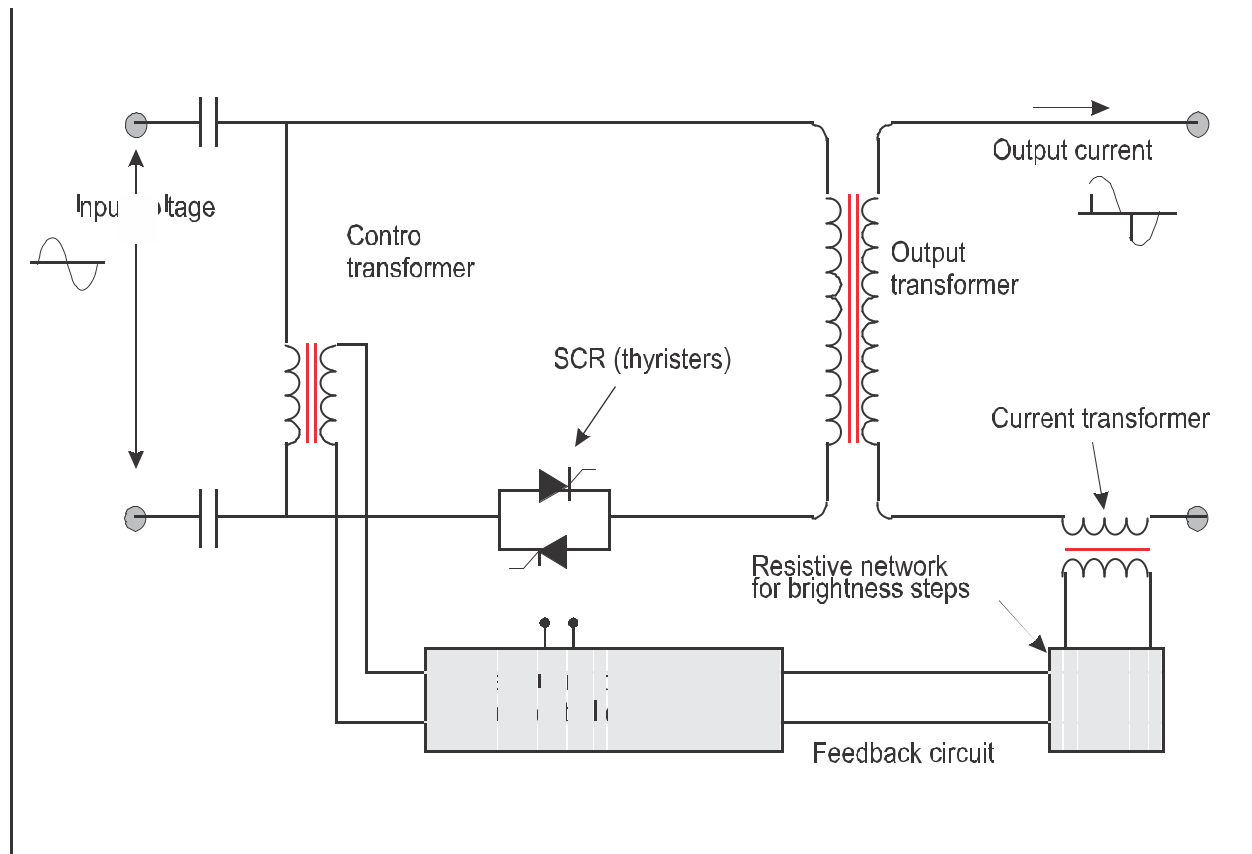 Output current
Contro
transformer
Output
transformer
SCR (thyristers)
Current transformer
Resistive network
for brightness steps
Feedback circuit